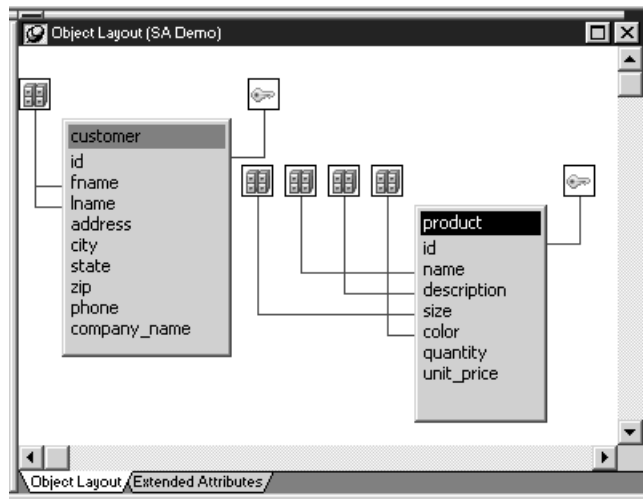 Object Layout (SA Demo)
customer
id
fname
lname
address
city
state
zip
phone
company_name
product
id
name
description
size
color
quantity
unit_price
Object Layout
Extended Attributes